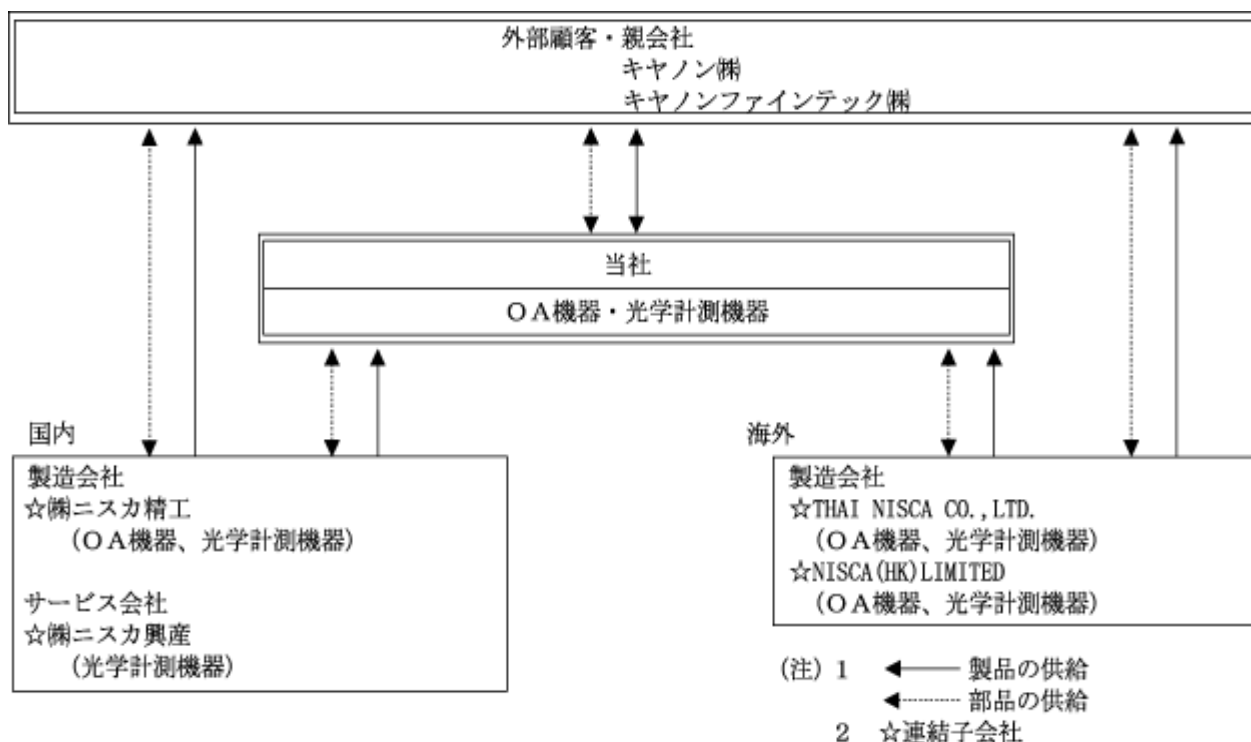 外部顧客・親会社
キヤノン㈱
キヤノンファインテック㈱
当社
ＯＡ機器・光学計測機器
国内
製造会社
☆㈱ニスカ精工
（ＯＡ機器、光学計測機器）
サービス会社
☆㈱ニスカ興産
（光学計測機器）
海外
製造会社
☆THAI NISCA CO.,LTD.
（ＯＡ機器、光学計測機器）
☆NISCA(HK)LIMITED
（ＯＡ機器、光学計測機器）
（注）１ 製品の供給
部品の供給
２ ☆連結子会社